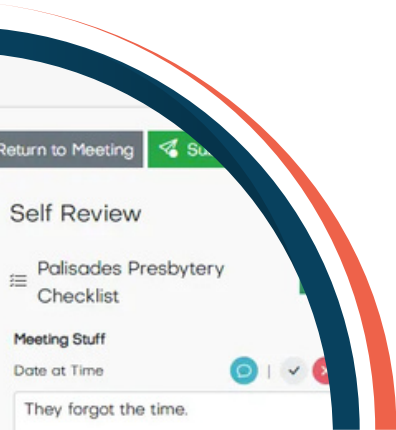 Return to Meeting
Self Review
Palisades Presbytery
Checklist
Meeting Stuff
Date at Time
They forgot the time.